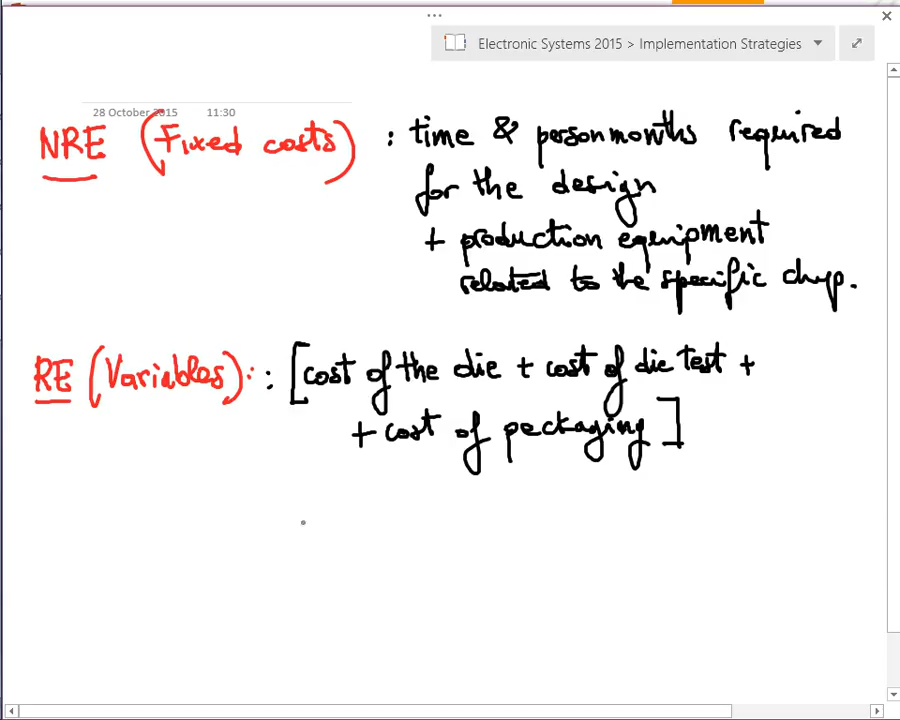 Electronic Systems 2015 > Implementation Strategies
28 October 2015 11:30
NRE (Fixed costs) : time & personmonths required
for the design
+ production equipment
related to the specific chip.
RE (Variables) : : [cost of the die + cost of die test +
+ cost of peckaging]